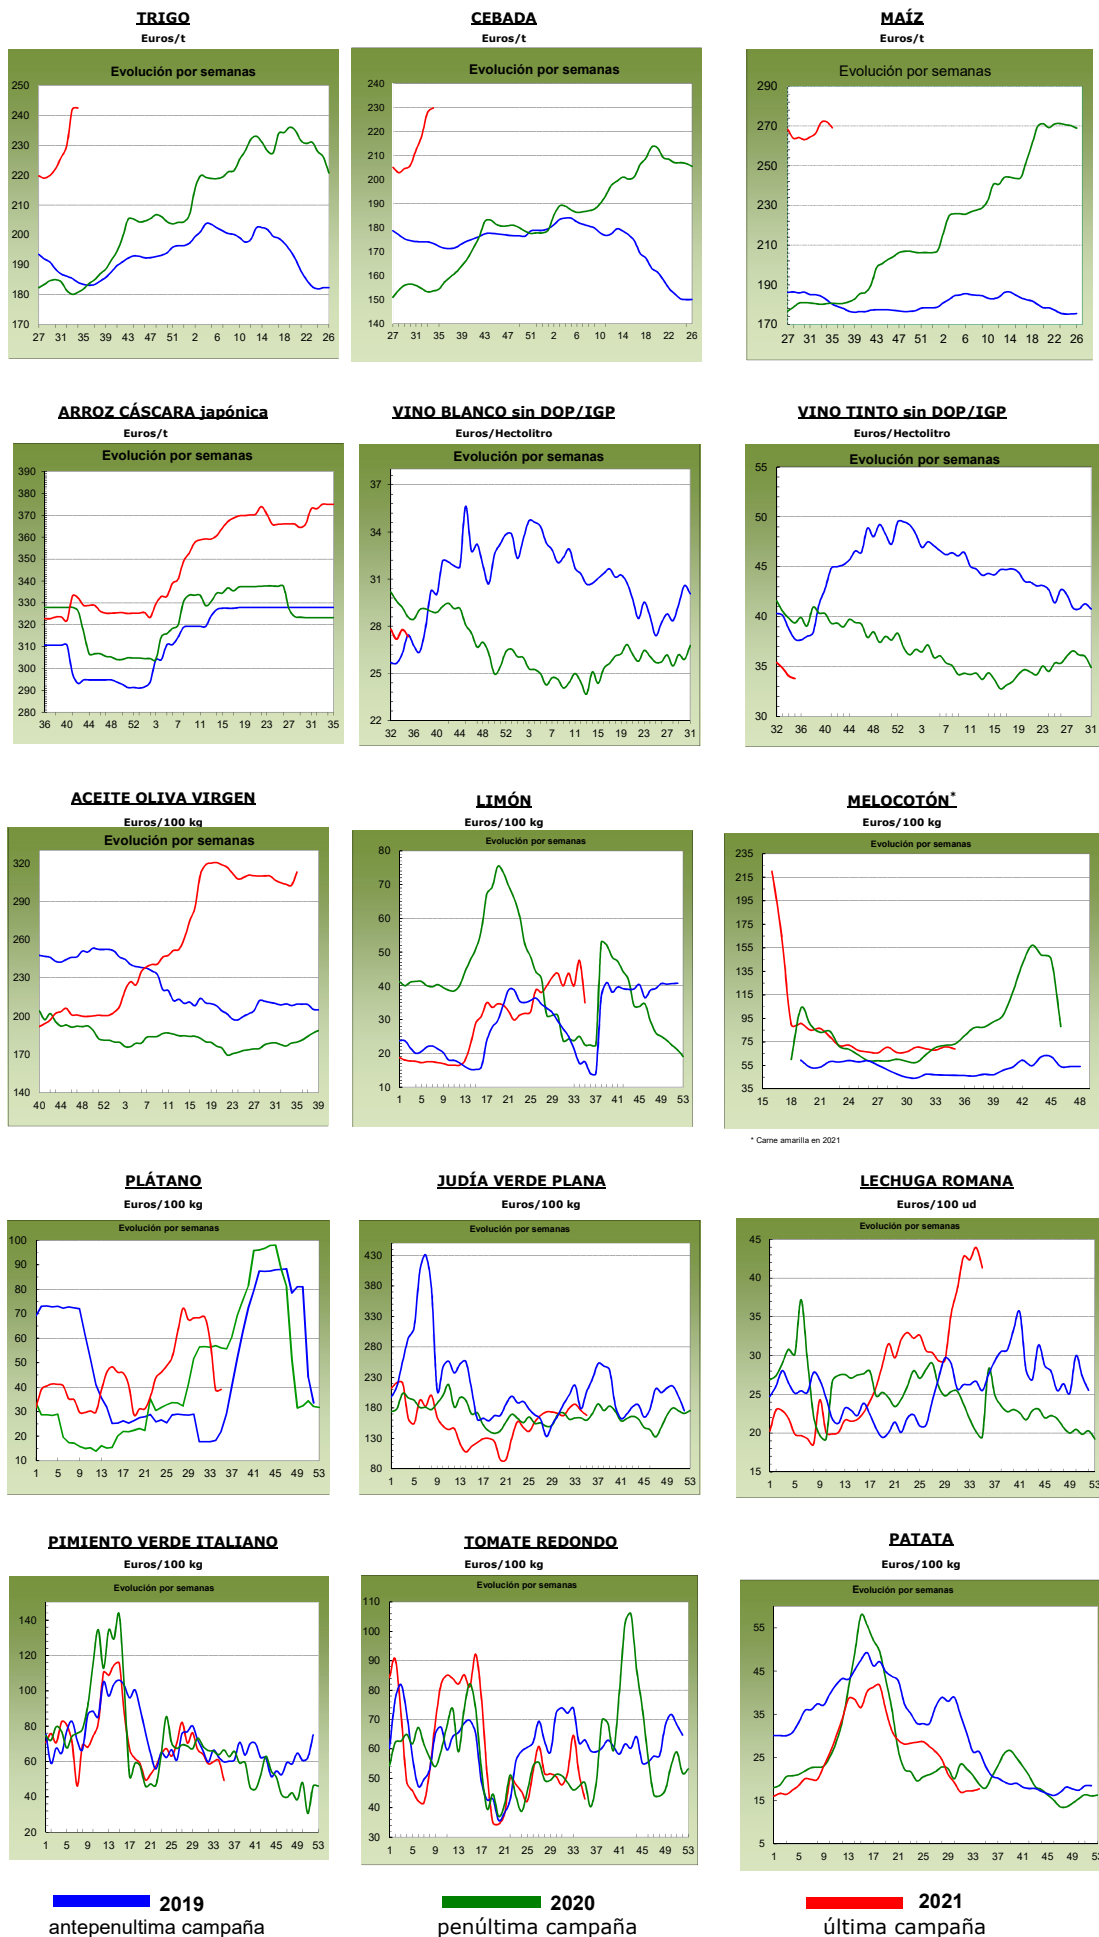 TRIGO
Euros/t
Evolución por semanas
250
240
230
220
210
200
190
180
170
27 31 35 39 43 47 51 2 6 10 14 18 22 26
CEBADA
Euros/t
Evolución por semanas
240
230
220
210
200
190
180
170
160
150
140
27 31 35 39 43 47 51 2 6 10 14 18 22 26
MAÍZ
Euros/t
Evolución por semanas
290
270
250
230
210
190
170
27 31 35 39 43 47 51 2 6 10 14 18 22 26
ARROZ CÁSCARA japónica
Euros/t
Evolución por semanas
390
380
370
360
350
340
330
320
310
300
290
280
36 40 44 48 52 3 7 11 15 19 23 27 31 35
VINO BLANCO sin DOP/IGP
Euros/Hectolitro
Evolución por semanas
37
34
31
28
25
22
32 36 40 44 48 52 3 7 11 15 19 23 27 31
VINO TINTO sin DOP/IGP
Euros/Hectolitro
Evolución por semanas
55
50
45
40
35
30
32 36 40 44 48 52 3 7 11 15 19 23 27 31
ACEITE OLIVA VIRGEN
Euros/100 kg
Evolución por semanas
320
290
260
230
200
170
140
40 44 48 52 3 7 11 15 19 23 27 31 35 39
LIMÓN
Euros/100 kg
Evolución por semanas
80
70
60
50
40
30
20
10
1 5 9 13 17 21 25 29 33 37 41 45 49 53
MELOCOTÓN*
Euros/100 kg
Evolución por semanas
235
215
195
175
155
135
115
95
75
55
35
15 18 21 24 27 30 33 36 39 42 45 48
* Carne amarilla en 2021
PLÁTANO
Euros/100 kg
Evolución por semanas
100
90
80
70
60
50
40
30
20
10
1 5 9 13 17 21 25 29 33 37 41 45 49 53
JUDÍA VERDE PLANA
Euros/100 kg
Evolución por semanas
430
380
330
280
230
180
130
80
1 5 9 13 17 21 25 29 33 37 41 45 49 53
LECHUGA ROMANA
Euros/100 ud
Evolución por semanas
45
40
35
30
25
20
15
1 5 9 13 17 21 25 29 33 37 41 45 49 53
PIMIENTO VERDE ITALIANO
Euros/100 kg
Evolución por semanas
140
120
100
80
60
40
20
1 5 9 13 17 21 25 29 33 37 41 45 49 53
TOMATE REDONDO
Euros/100 kg
Evolución por semanas
110
100
90
80
70
60
50
40
30
1 5 9 13 17 21 25 29 33 37 41 45 49 53
PATATA
Euros/100 kg
Evolución por semanas
55
45
35
25
15
5
1 5 9 13 17 21 25 29 33 37 41 45 49 53
2019
antepenultima campaña
2020
penúltima campaña
2021
última campaña